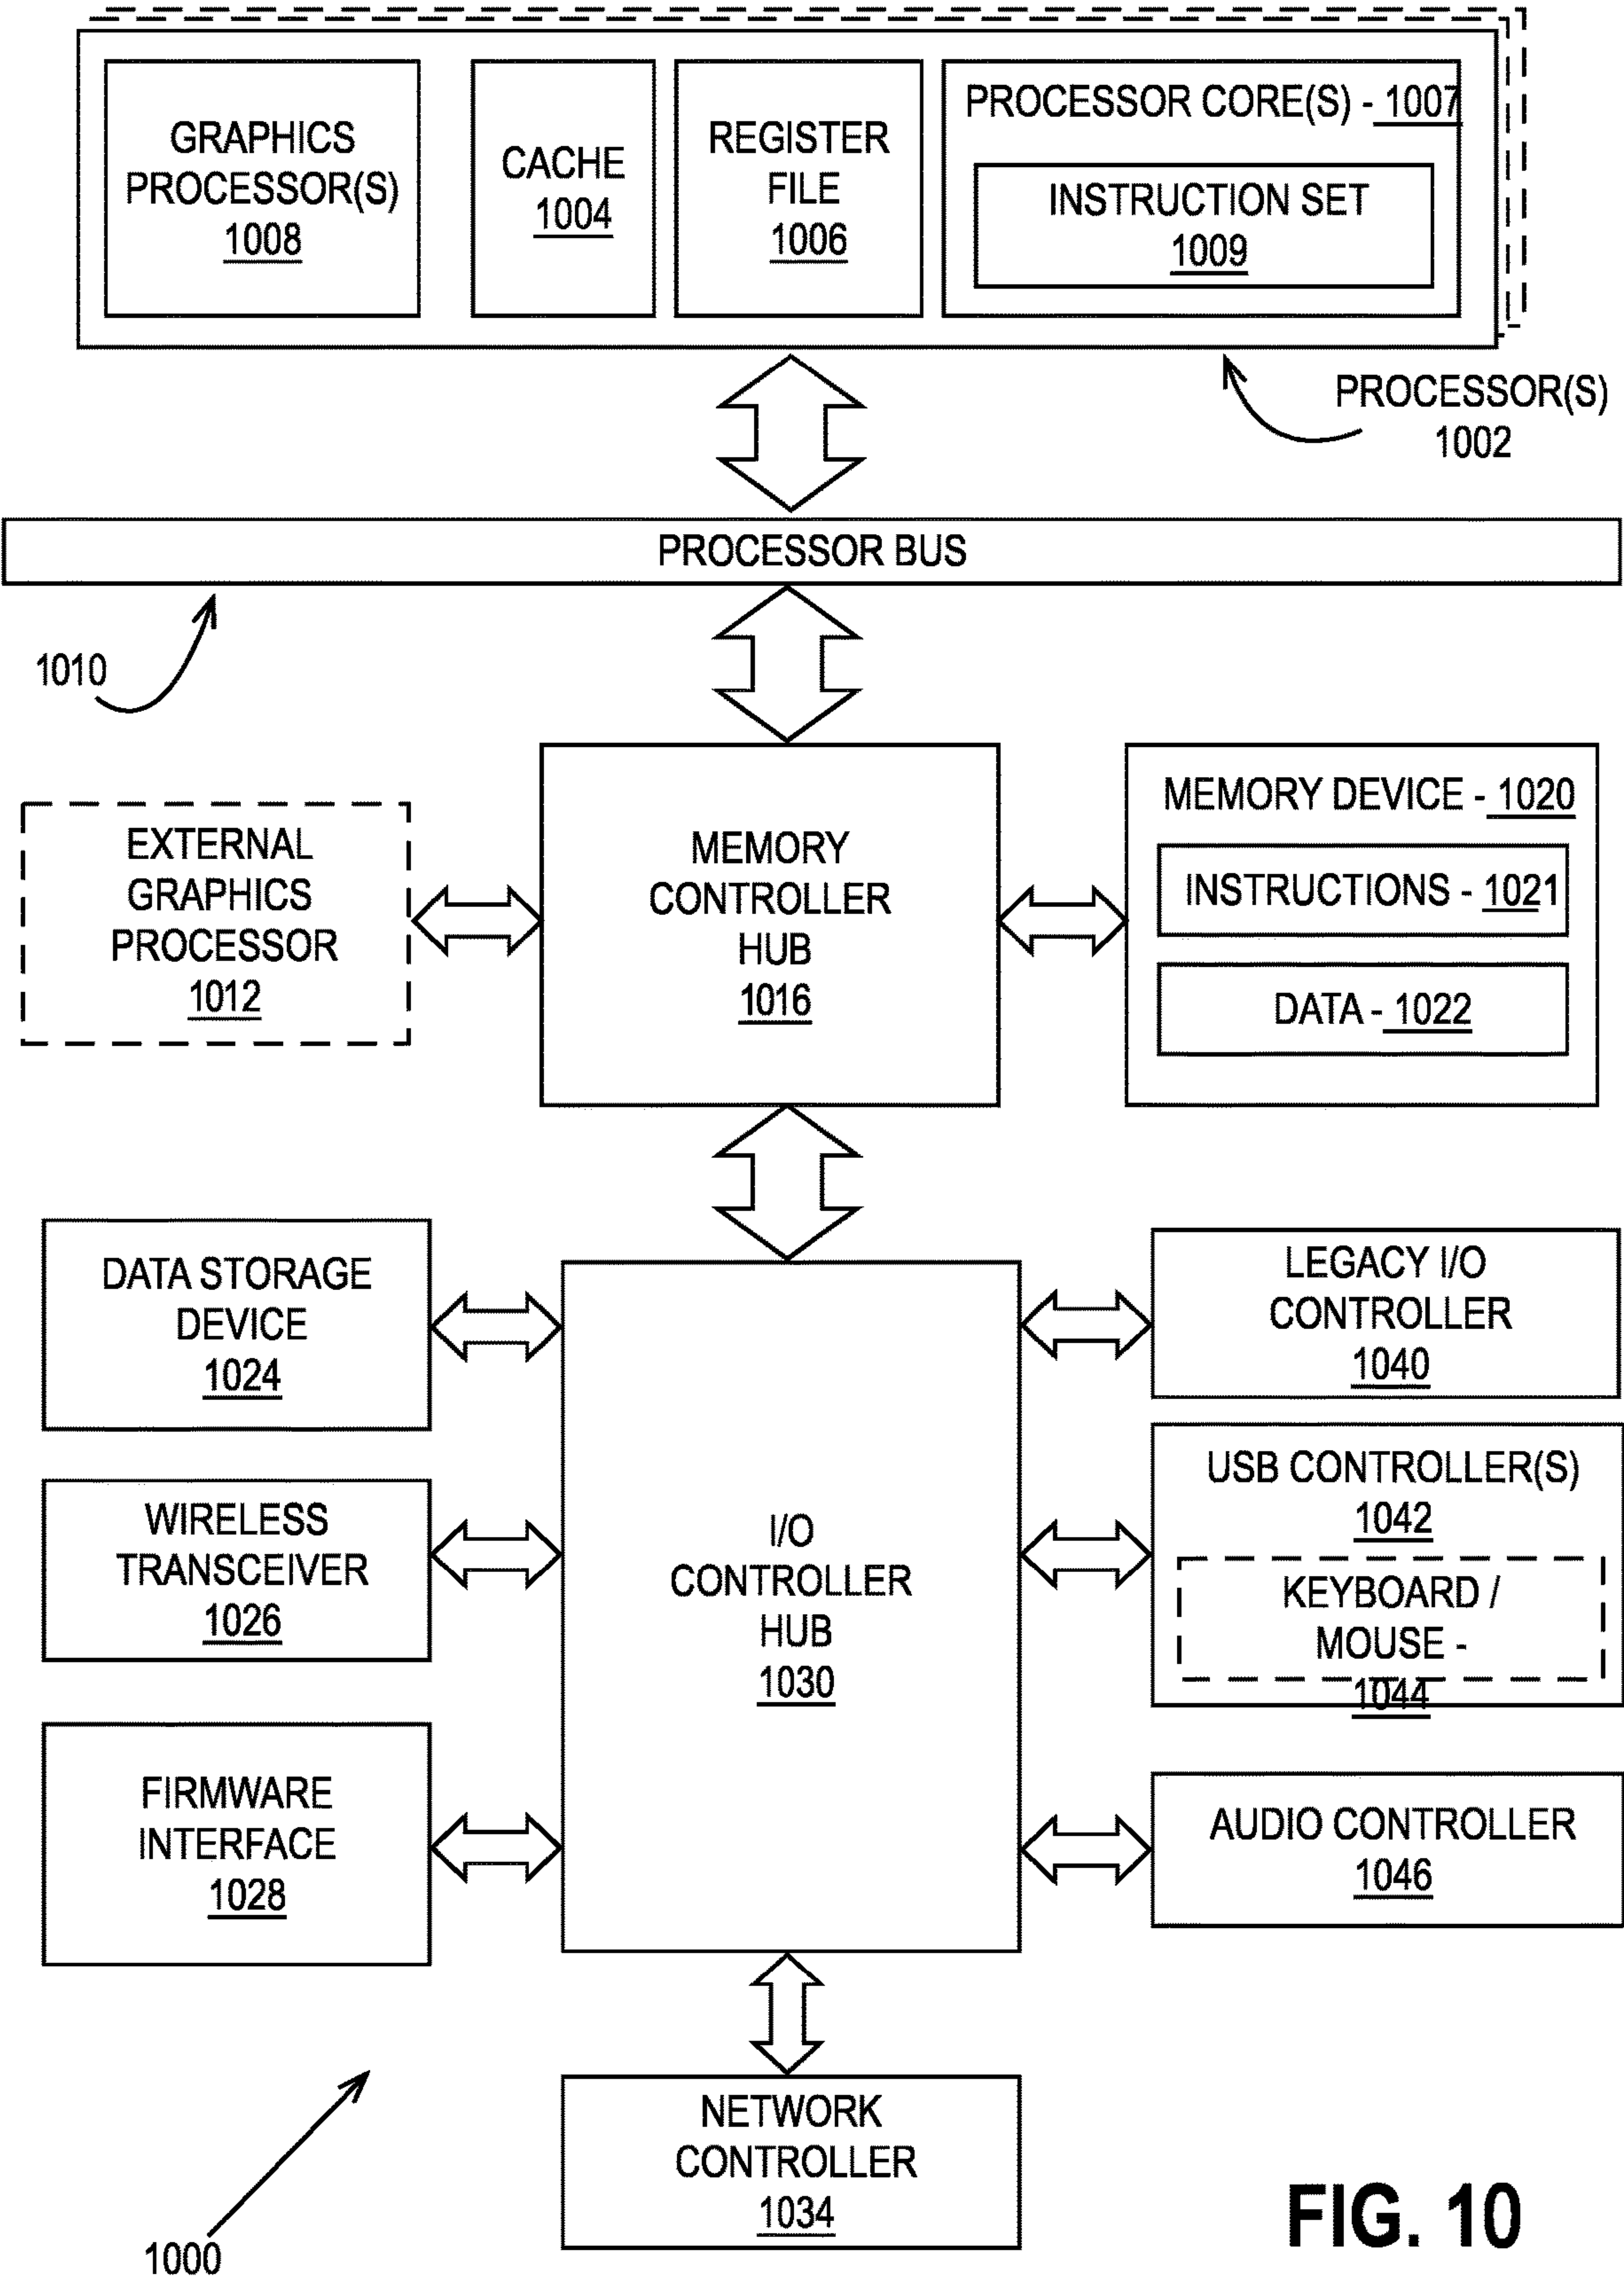 GRAPHICS
PROCESSOR(S)
1008
CACHE
1004
REGISTER
FILE
1006
PROCESSOR CORE(S) - 1007
INSTRUCTION SET
1009
PROCESSOR(S)
1002
PROCESSOR BUS
1010
EXTERNAL
GRAPHICS
PROCESSOR
1012
MEMORY
CONTROLLER
HUB
1016
MEMORY DEVICE - 1020
INSTRUCTIONS - 1021
DATA - 1022
DATA STORAGE
DEVICE
1024
LEGACY I/O
CONTROLLER
1040
WIRELESS
TRANSCEIVER
1026
I/O
CONTROLLER
HUB
1030
USB CONTROLLER(S)
1042
KEYBOARD /
MOUSE -
1044
FIRMWARE
INTERFACE
1028
AUDIO CONTROLLER
1046
NETWORK
CONTROLLER
1034
1000
FIG. 10